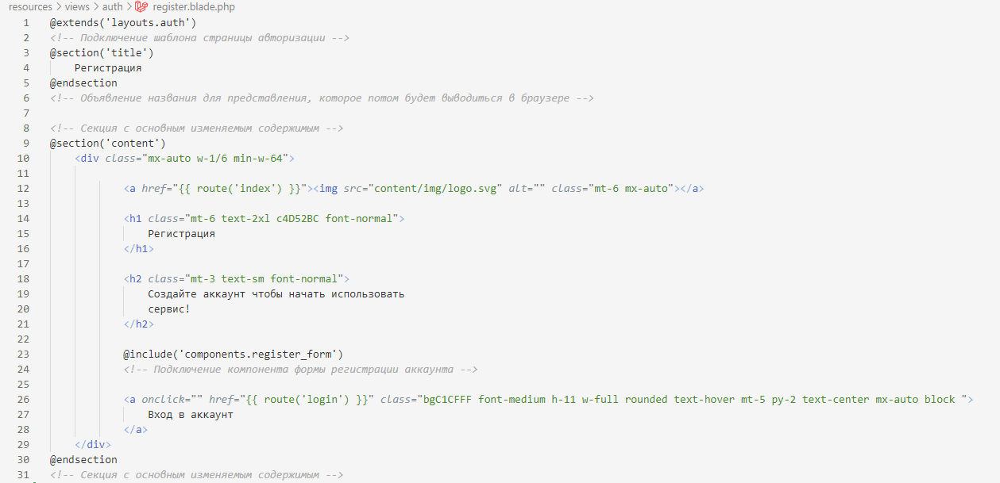 resources > views > auth > register.blade.php
1 @extends('layouts.auth')
2 <!-- Подключение шаблона страницы авторизации -->
3 @section('title')
4     Регистрация
5 @endsection
6 <!-- Объявление названия для представления, которое потом будет выводиться в браузере -->
7
8 <!-- Секция с основным изменяемым содержимым -->
9 @section('content')
10     <div class="mx-auto w-1/6 min-w-64">
11
12             <a href="{{ route('index') }}"><img src="content/img/logo.svg" alt="" class="mt-6 mx-auto"></a>
13
14             <h1 class="mt-6 text-2xl c4D52BC font-normal">
15                 Регистрация
16             </h1>
17
18             <h2 class="mt-3 text-sm font-normal">
19                 Создайте аккаунт чтобы начать использовать
20                 сервис!
21             </h2>
22
23             @include('components.register_form')
24             <!-- Подключение компонента формы регистрации аккаунта -->
25
26             <a onclick="" href="{{ route('login') }}" class="bgC1CFFF font-medium h-11 w-full rounded text-hover mt-5 py-2 text-center mx-auto block ">
27                 Вход в аккаунт
28             </a>
29     </div>
30 @endsection
31 <!-- Секция с основным изменяемым содержимым -->